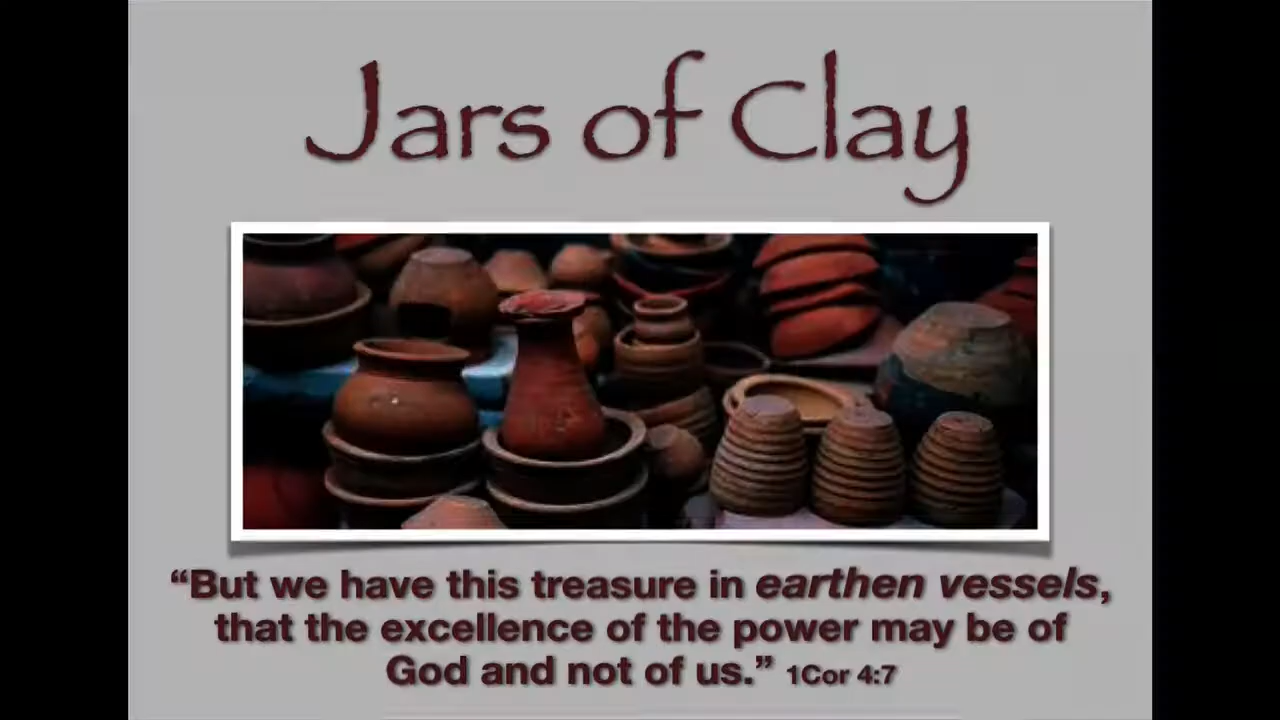 Jars of Clay
“But we have this treasure in earthen vessels,
that the excellence of the power may be of
God and not of us.” 1Cor 4:7